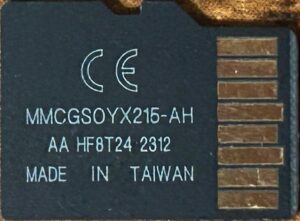 CE
MMCGSOYX215-AH
AA HF8T24 2312
MADE IN TAIWAN